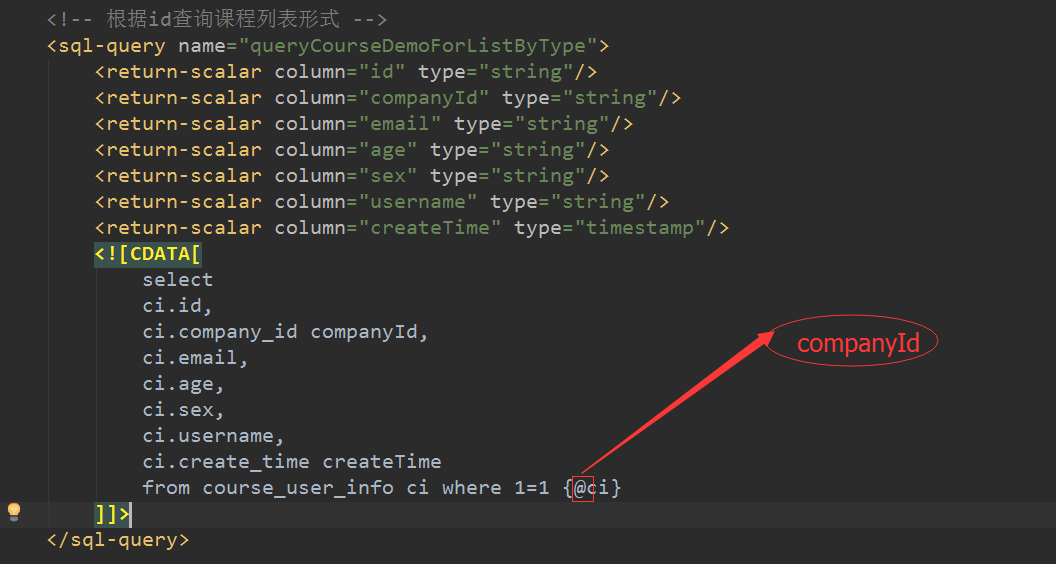 <!-- 根据id查询课程列表形式 -->
<sql-query name="queryCourseDemoForListByType">
<return-scalar column="id" type="string"/>
<return-scalar column="companyId" type="string"/>
<return-scalar column="email" type="string"/>
<return-scalar column="age" type="string"/>
<return-scalar column="sex" type="string"/>
<return-scalar column="username" type="string"/>
<return-scalar column="createTime" type="timestamp"/>
<![CDATA[
select
ci.id,
ci.company_id companyId,
companyId
ci.email,
ci.age,
ci.sex,
ci.username,
ci.create_time createTime
from course_user_info ci where 1=1 {@ci}
]]>
</sql-query>